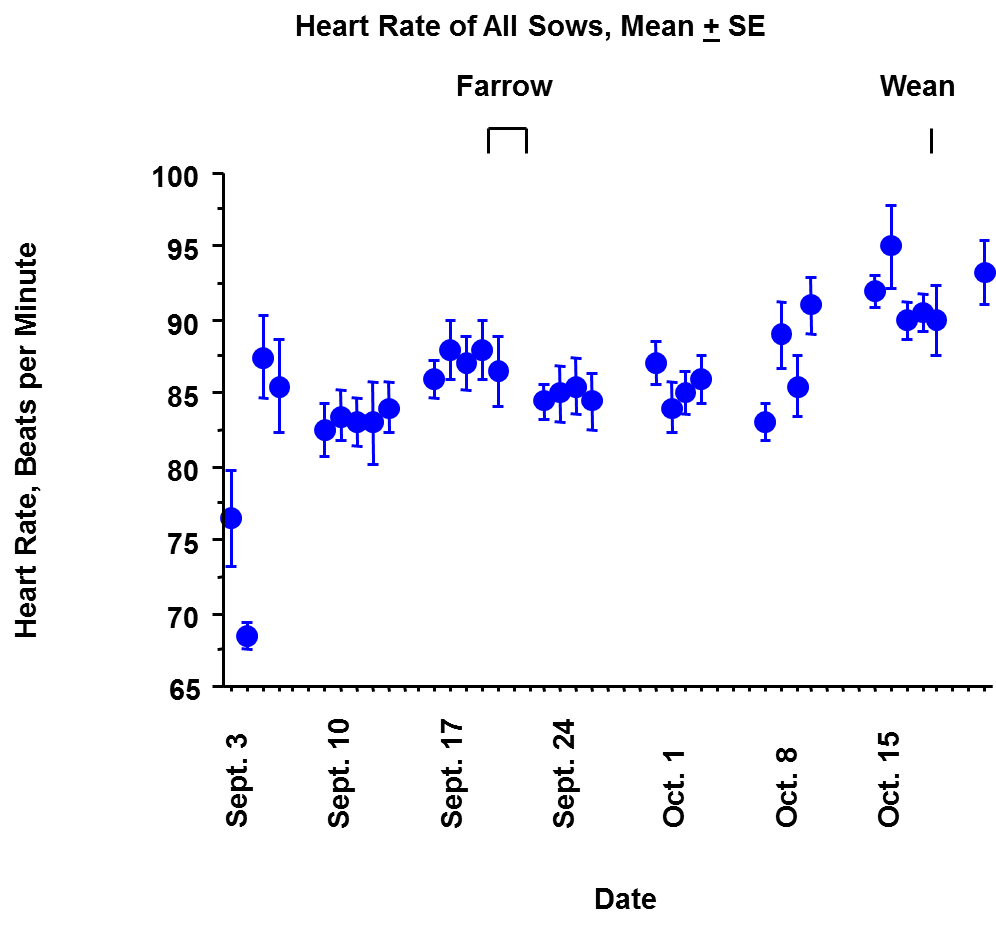 Heart Rate of All Sows, Mean ± SE
Farrow
Wean
Heart Rate, Beats per Minute
100
95
90
85
80
75
70
65
Sept. 3
Sept. 10
Sept. 17
Sept. 24
Oct. 1
Oct. 8
Oct. 15
Date